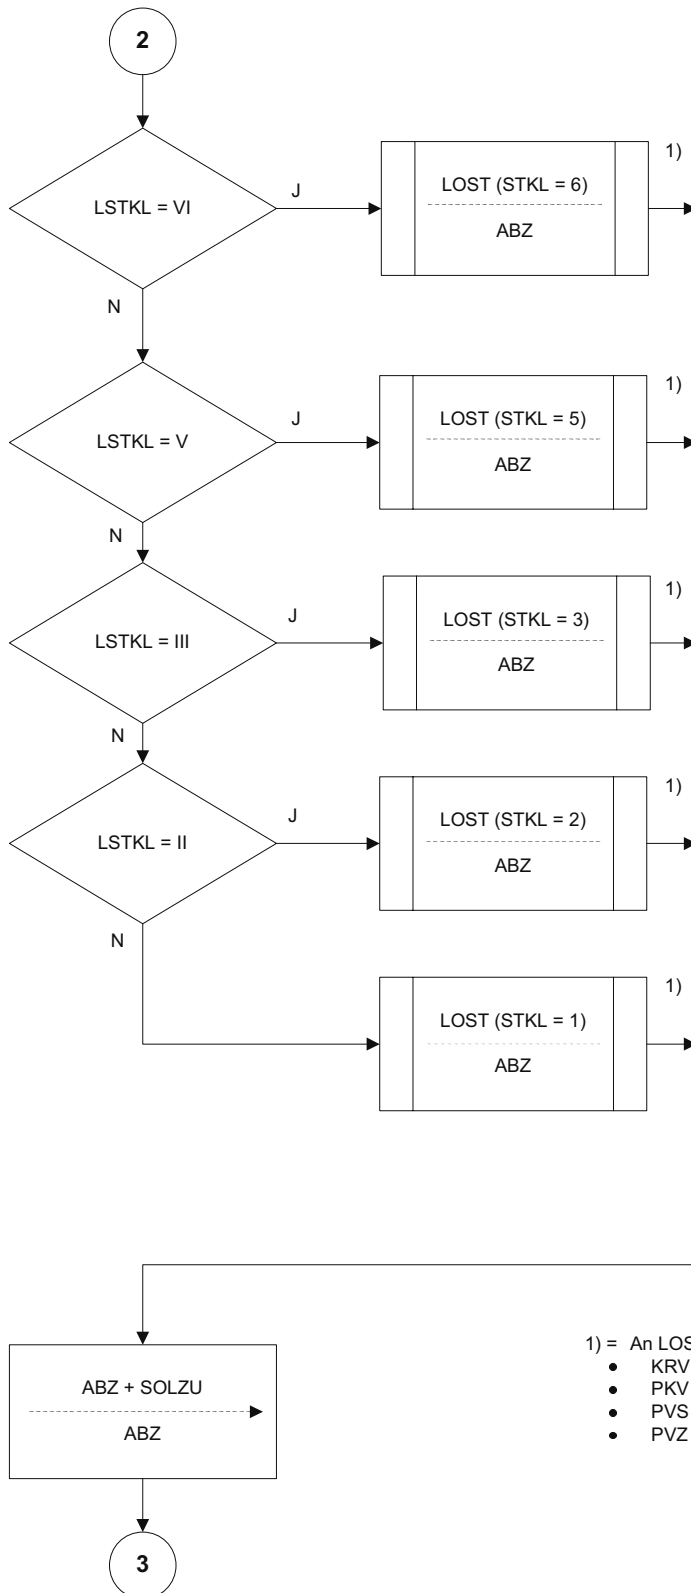 2
LSTKL = VI
J
LOST (STKL = 6)
ABZ
1)
N
LSTKL = V
J
LOST (STKL = 5)
ABZ
1)
N
LSTKL = III
J
LOST (STKL = 3)
ABZ
1)
N
LSTKL = II
J
LOST (STKL = 2)
ABZ
1)
N
LOST (STKL = 1)
ABZ
1)
ABZ + SOLZU
ABZ
1) = An LOS
• KRV
• PKV
• PVS
• PVZ
3